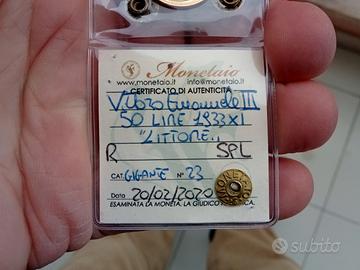 Monetaio
www.monetaio.it info@monetaio.it
CERTIFICATO DI AUTENTICITÀ
Vittorio Emanuele III
50 LIRE 1933 XI
"LITTORE"
R SPL
CAT. GIGANTE N° 23
Data 20/02/2020
ESAMINATA LA MONETA, LA GIUDICO AUTENTICA.
subito